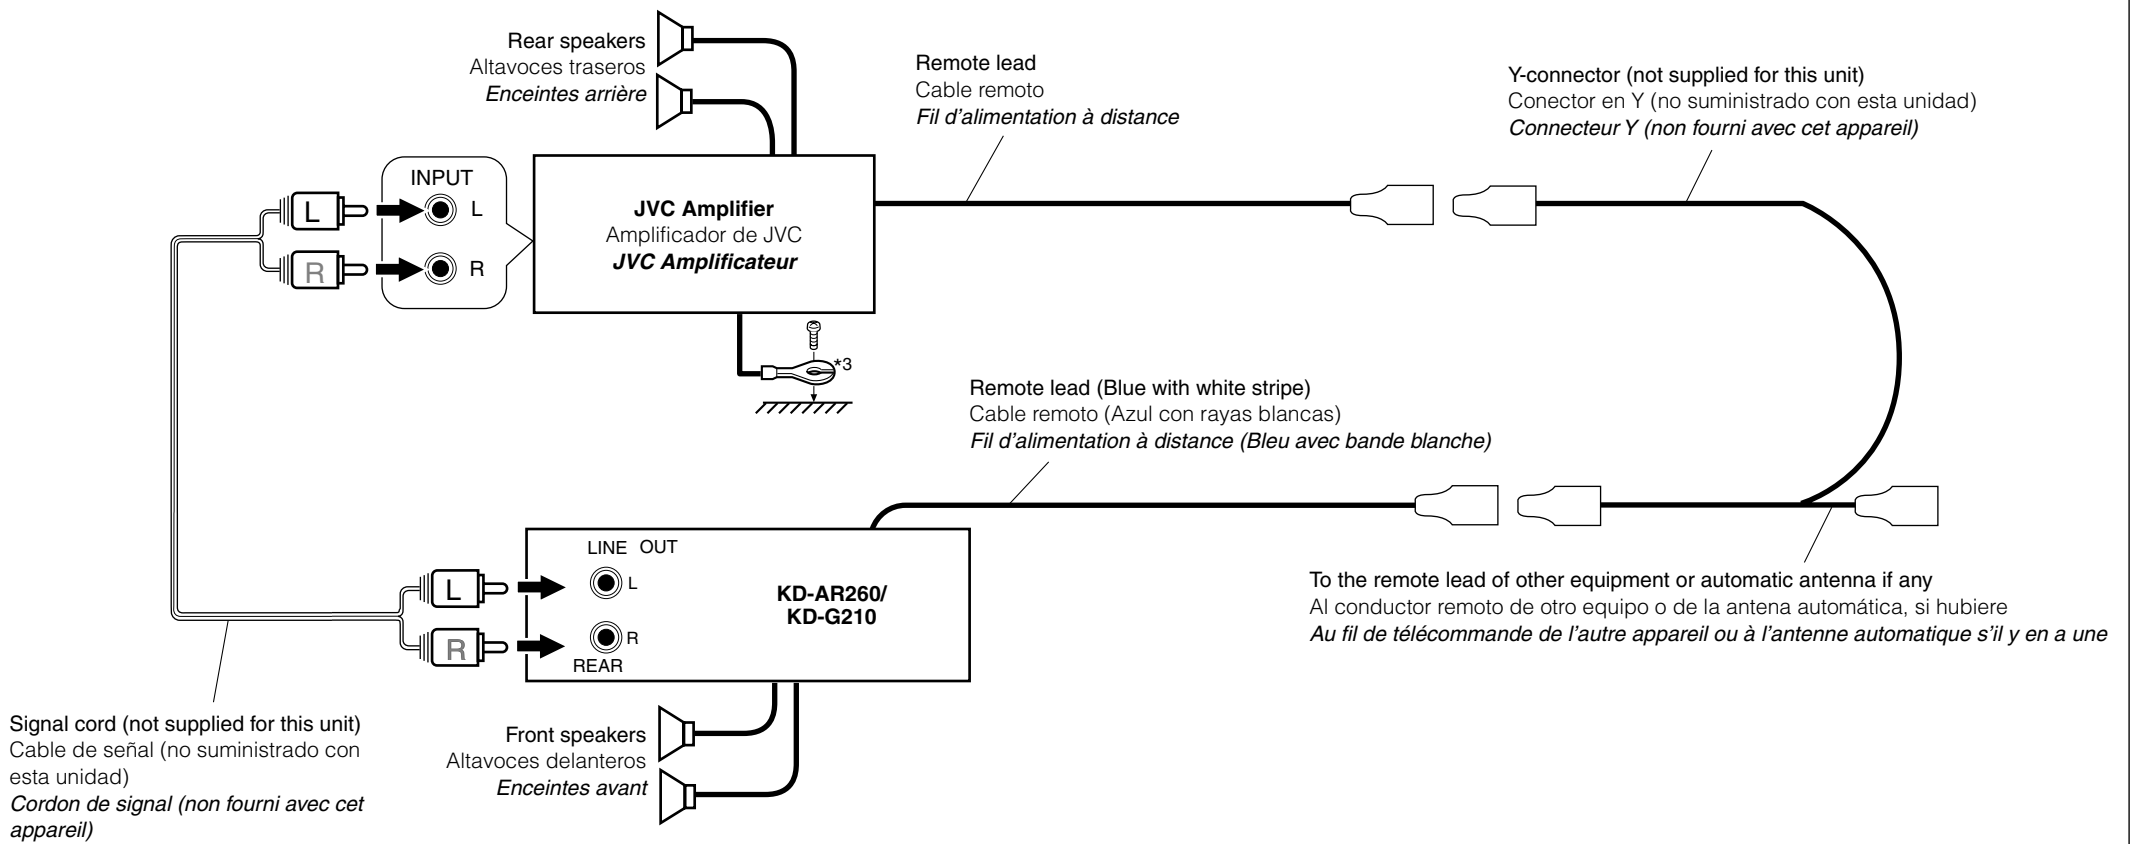 Rear speakers
Altavoces traseros
Enceintes arrière
Remote lead
Cable remoto
Fil d'alimentation à distance
Y-connector (not supplied for this unit)
Conector en Y (no suministrado con esta unidad)
Connecteur Y (non fourni avec cet appareil)
INPUT
L
L
R
R
JVC Amplifier
Amplificador de JVC
JVC Amplificateur
*3
Remote lead (Blue with white stripe)
Cable remoto (Azul con rayas blancas)
Fil d'alimentation à distance (Bleu avec bande blanche)
LINE OUT
L
L
R
R
REAR
KD-AR260/
KD-G210
To the remote lead of other equipment or automatic antenna if any
Al conductor remoto de otro equipo o de la antena automática, si hubiere
Au fil de télécommande de l'autre appareil ou à l'antenne automatique s'il y en a une
Signal cord (not supplied for this unit)
Cable de señal (no suministrado con
esta unidad)
Cordon de signal (non fourni avec cet
appareil)
Front speakers
Altavoces delanteros
Enceintes avant